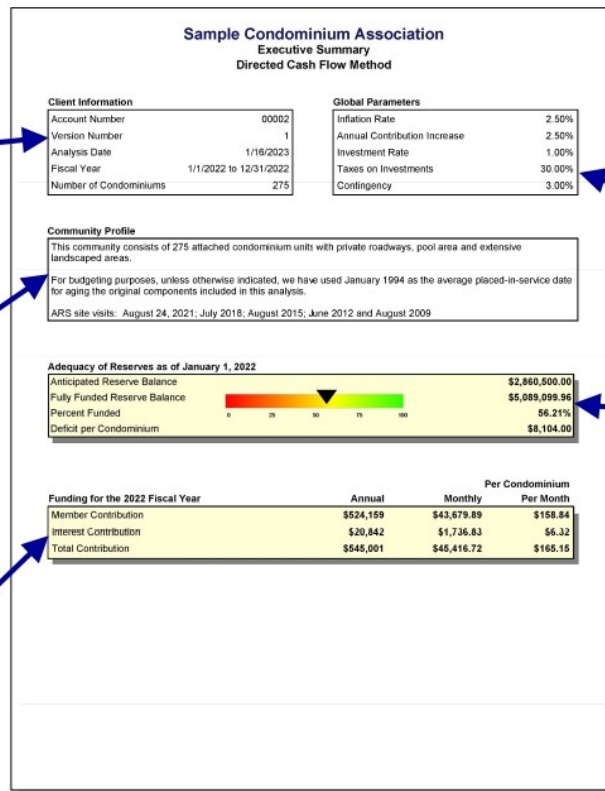 Sample Condominium Association
Executive Summary
Directed Cash Flow Method
Client Information
Account Number 00002
Version Number 1
Analysis Date 1/16/2023
Fiscal Year 1/1/2022 to 12/31/2022
Number of Condominiums 275
Global Parameters
Inflation Rate 2.50%
Annual Contribution Increase 2.50%
Investment Rate 1.00%
Taxes on Investments 30.00%
Contingency 3.00%
Community Profile
This community consists of 275 attached condominium units with private roadways, pool area and extensive
landscaped areas.
For budgeting purposes, unless otherwise indicated, we have used January 1994 as the average placed-in-service date
for aging the original components included in this analysis.
ARS site visits: August 24, 2021; July 2018; August 2015; June 2012 and August 2009
Adequacy of Reserves as of January 1, 2022
Anticipated Reserve Balance $2,860,500.00
Fully Funded Reserve Balance $5,089,099.96
Percent Funded 56.21%
Deficit per Condominium $8,104.00
0 25 50 75 100
Per Condominium
Funding for the 2022 Fiscal Year Annual Monthly Per Month
Member Contribution $524,159 $43,679.89 $158.84
Interest Contribution $20,842 $1,736.83 $6.32
Total Contribution $545,001 $45,416.72 $165.15